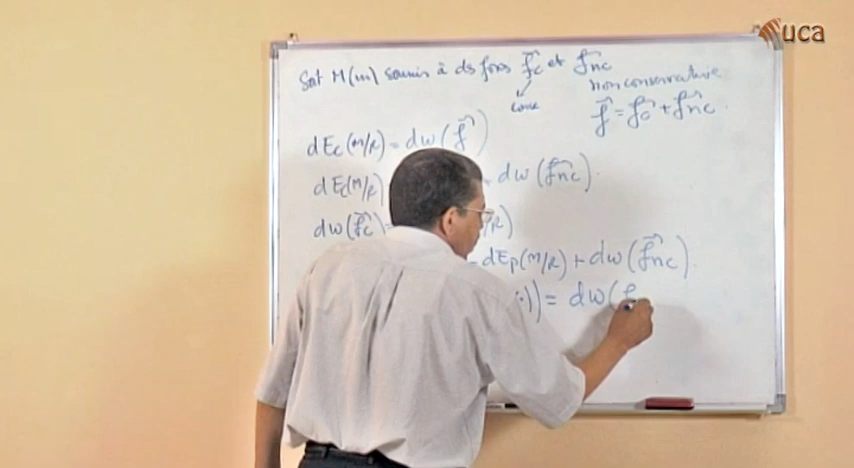 uca
Soit M(m) soumis à des forces f⃗c et f⃗nc
non conservative
cons
f⃗ = f⃗c + f⃗nc.
dEc(M/R) = dw(f⃗)
dEc(M/R) dw(f⃗nc).
dw(f⃗c) = /R)
- dEp(M/R) + dw(f⃗nc).
)) = dw(f